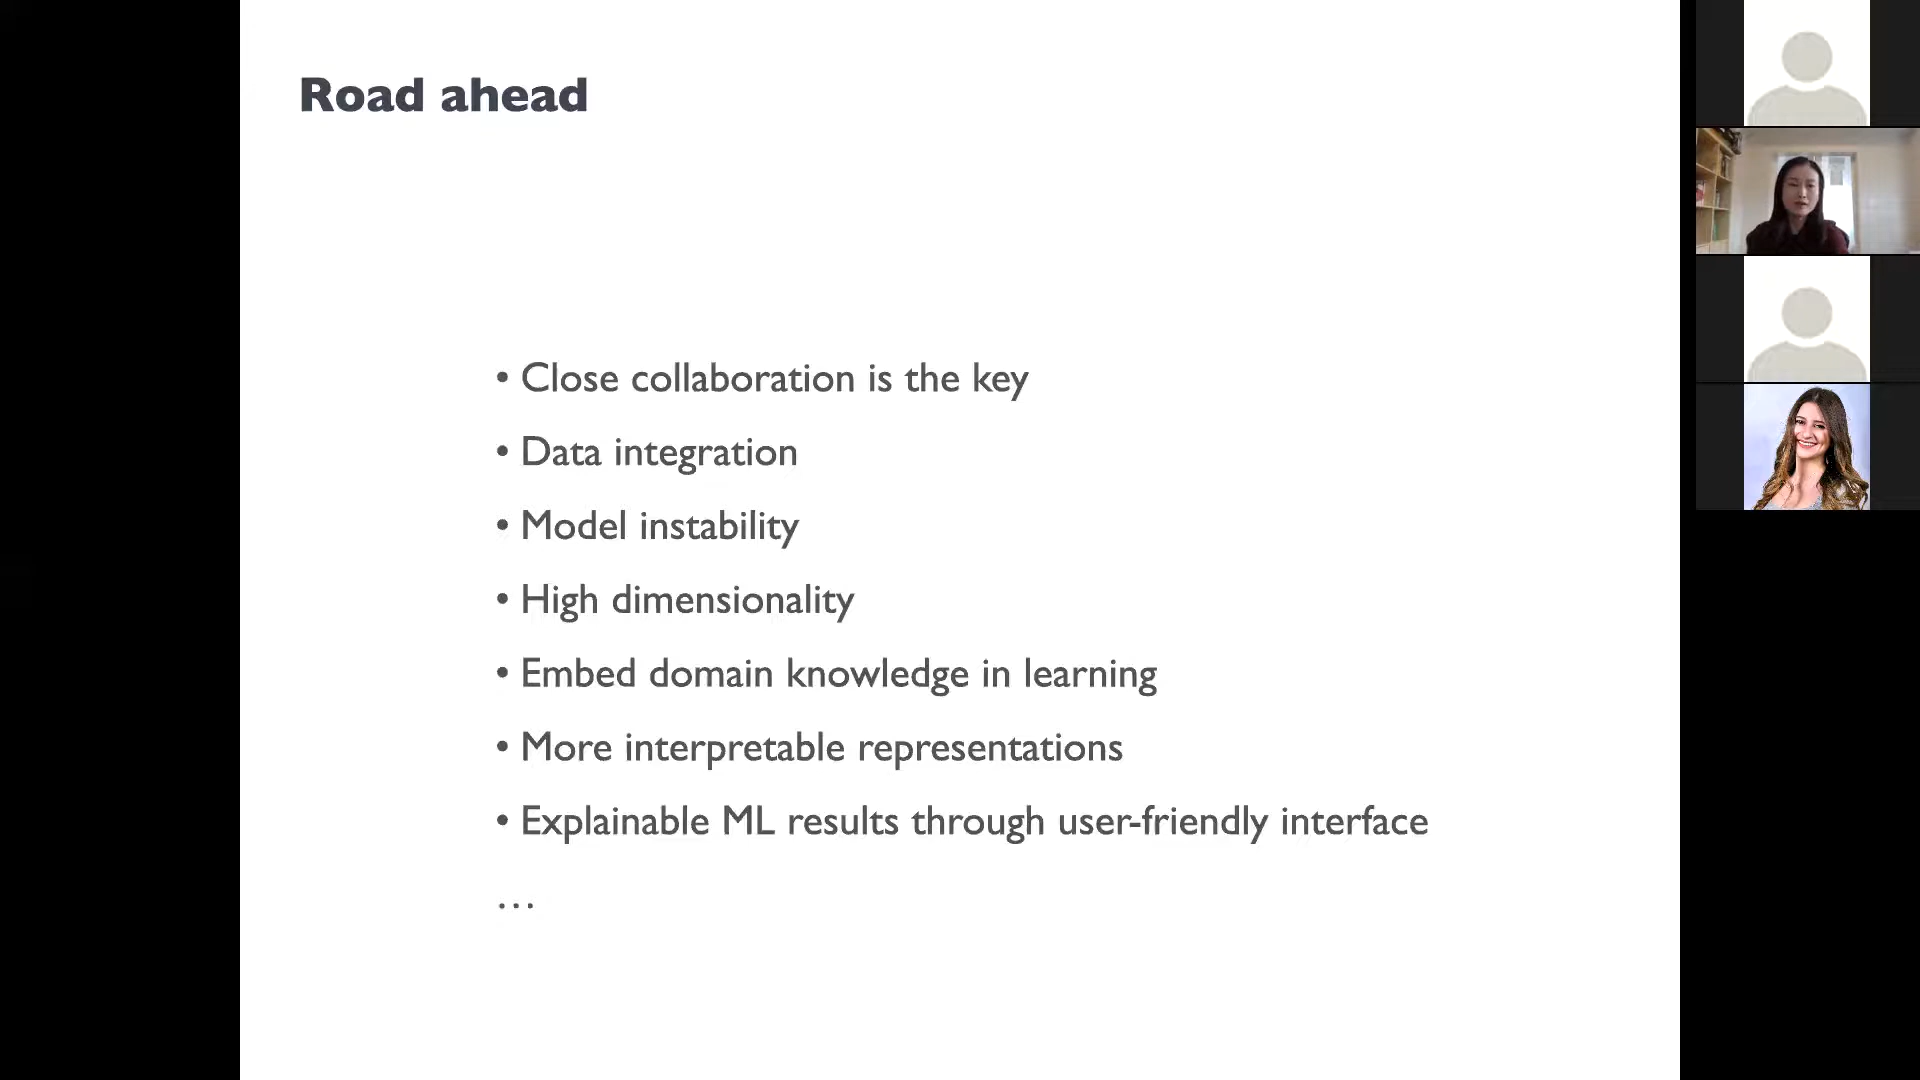 Road ahead
• Close collaboration is the key
• Data integration
• Model instability
• High dimensionality
• Embed domain knowledge in learning
• More interpretable representations
• Explainable ML results through user-friendly interface
…